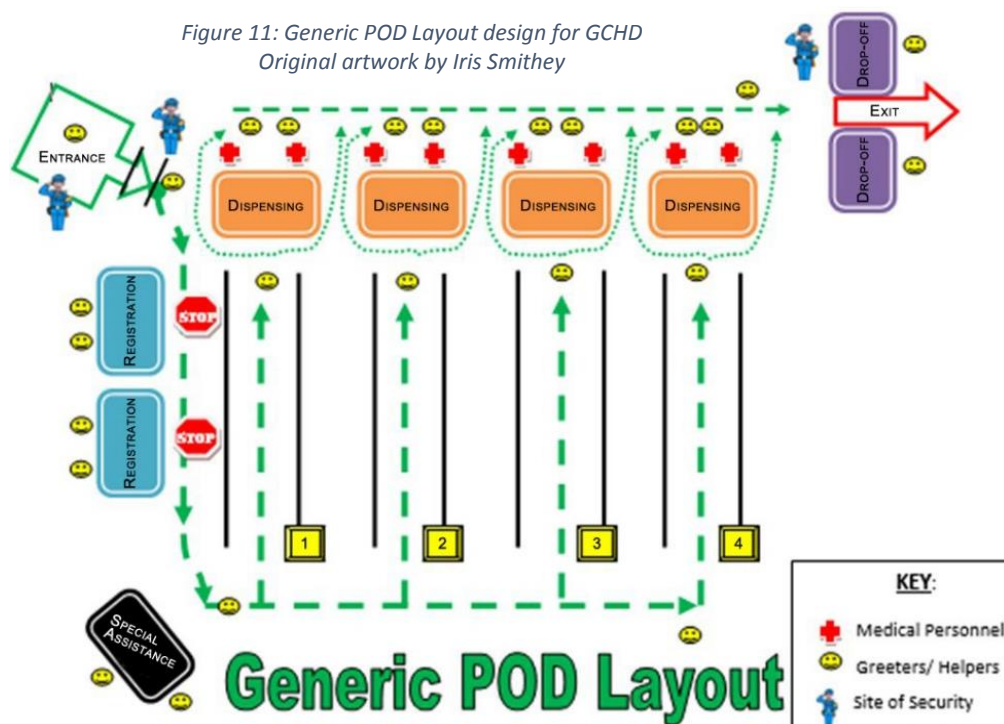 Figure 11: Generic POD Layout design for GCHD
Original artwork by Iris Smithey
DROP-OFF
EXIT
DROP-OFF
ENTRANCE
DISPENSING
DISPENSING
DISPENSING
DISPENSING
REGISTRATION
STOP
REGISTRATION
STOP
1
2
3
4
SPECIAL
ASSISTANCE
Generic POD Layout
KEY:
Medical Personnel
Greeters/ Helpers
Site of Security